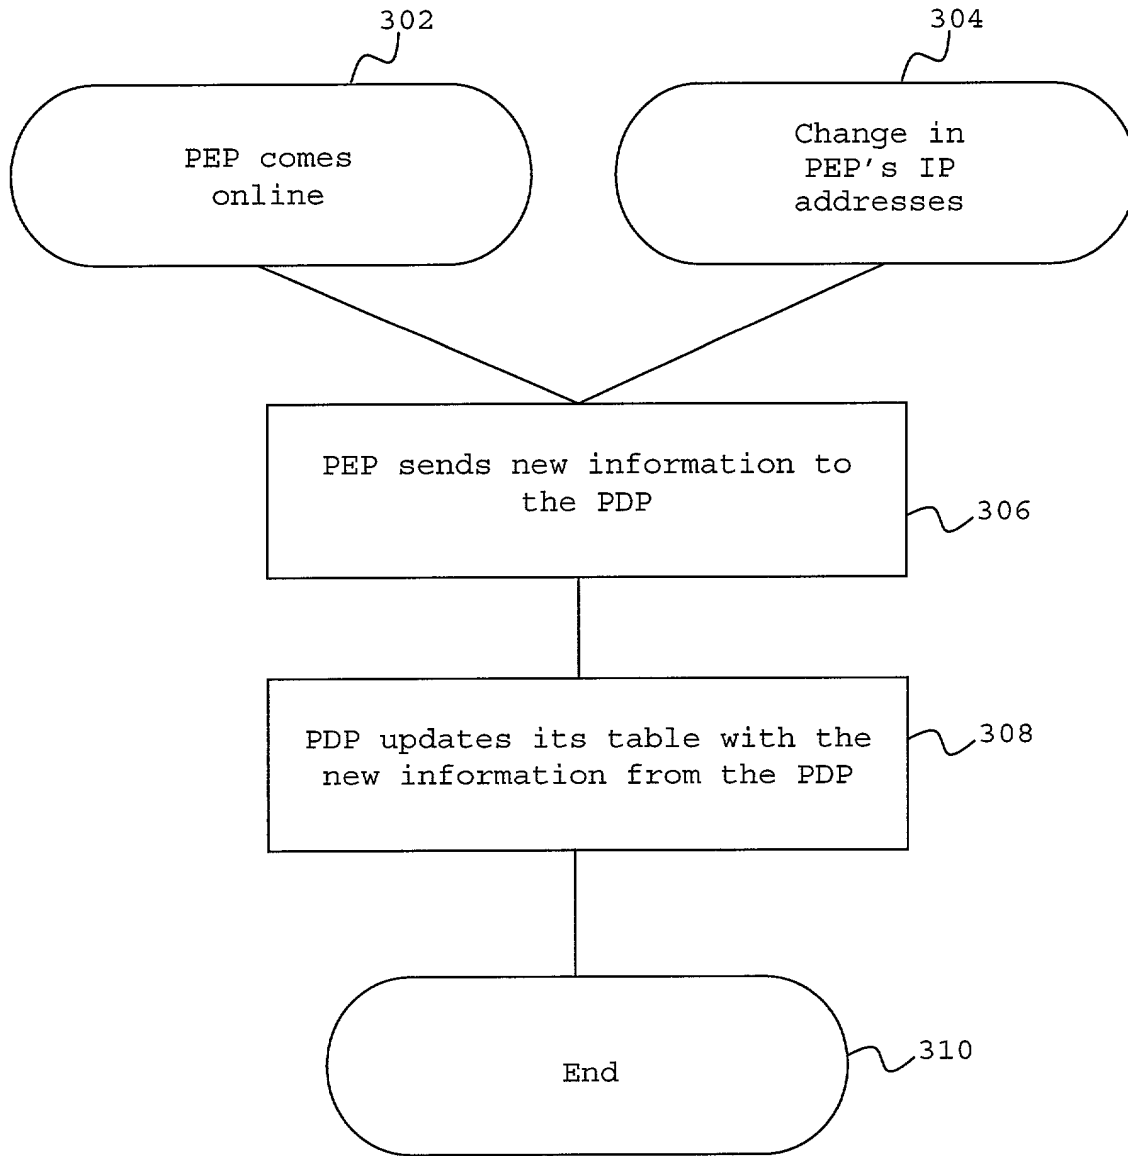 302
304
PEP comes
online
Change in
PEP's IP
addresses
PEP sends new information to
the PDP
306
PDP updates its table with the
new information from the PDP
308
End
310